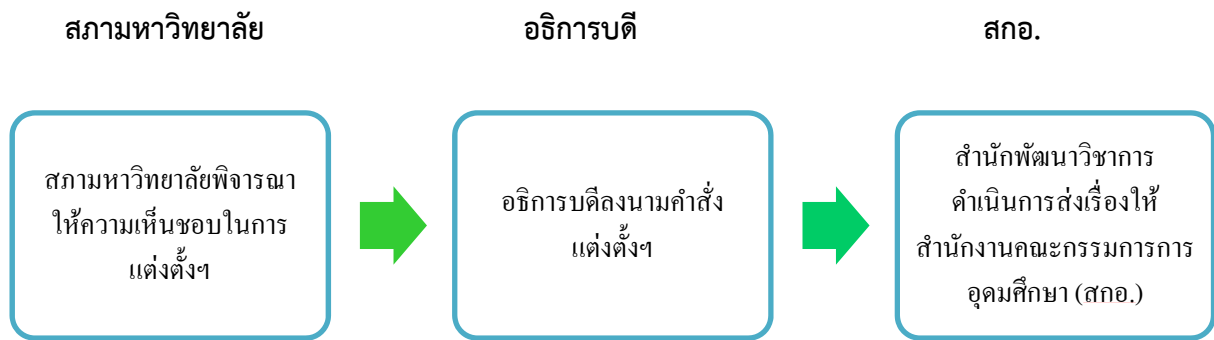 สภามหาวิทยาลัย
อธิการบดี
สกอ.
สภามหาวิทยาลัยพิจารณา
ให้ความเห็นชอบในการ
แต่งตั้งฯ
อธิการบดีลงนามคำสั่ง
แต่งตั้งฯ
สำนักพัฒนาวิชาการ
ดำเนินการส่งเรื่องให้
สำนักงานคณะกรรมการการ
อุดมศึกษา (สกอ.)